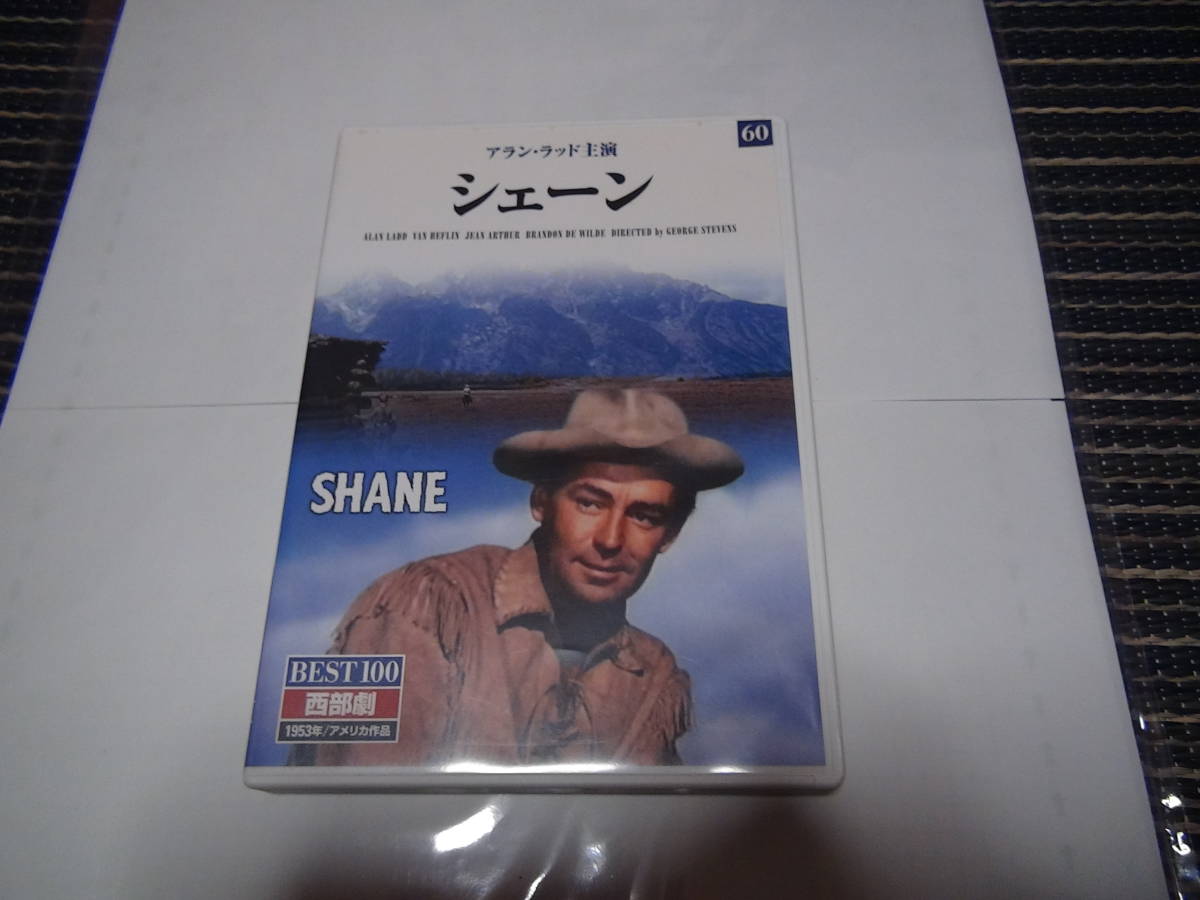 60
アラン・ラッド主演
シェーン
ALAN LADD VAN HEFLIN JEAN ARTHUR BRANDON DE WILDE DIRECTED by GEORGE STEVENS
SHANE
BEST 100
西部劇
1953年/アメリカ作品